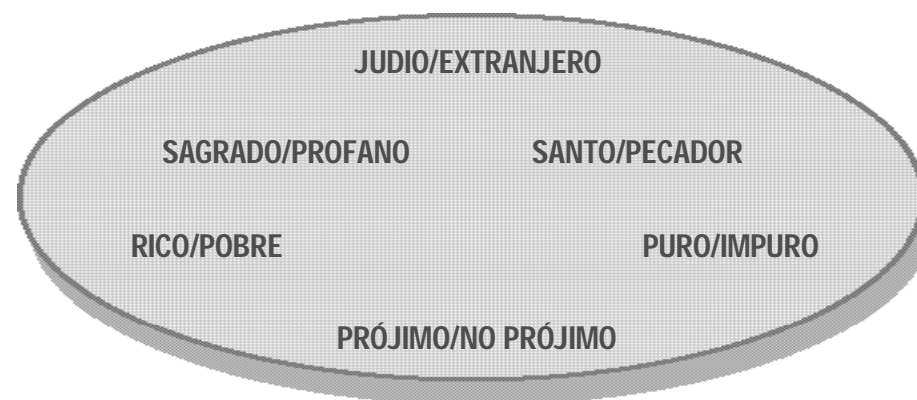 JUDIO/EXTRANJERO
SAGRADO/PROFANO SANTO/PECADOR
RICO/POBRE PURO/IMPURO
PRÓJIMO/NO PRÓJIMO